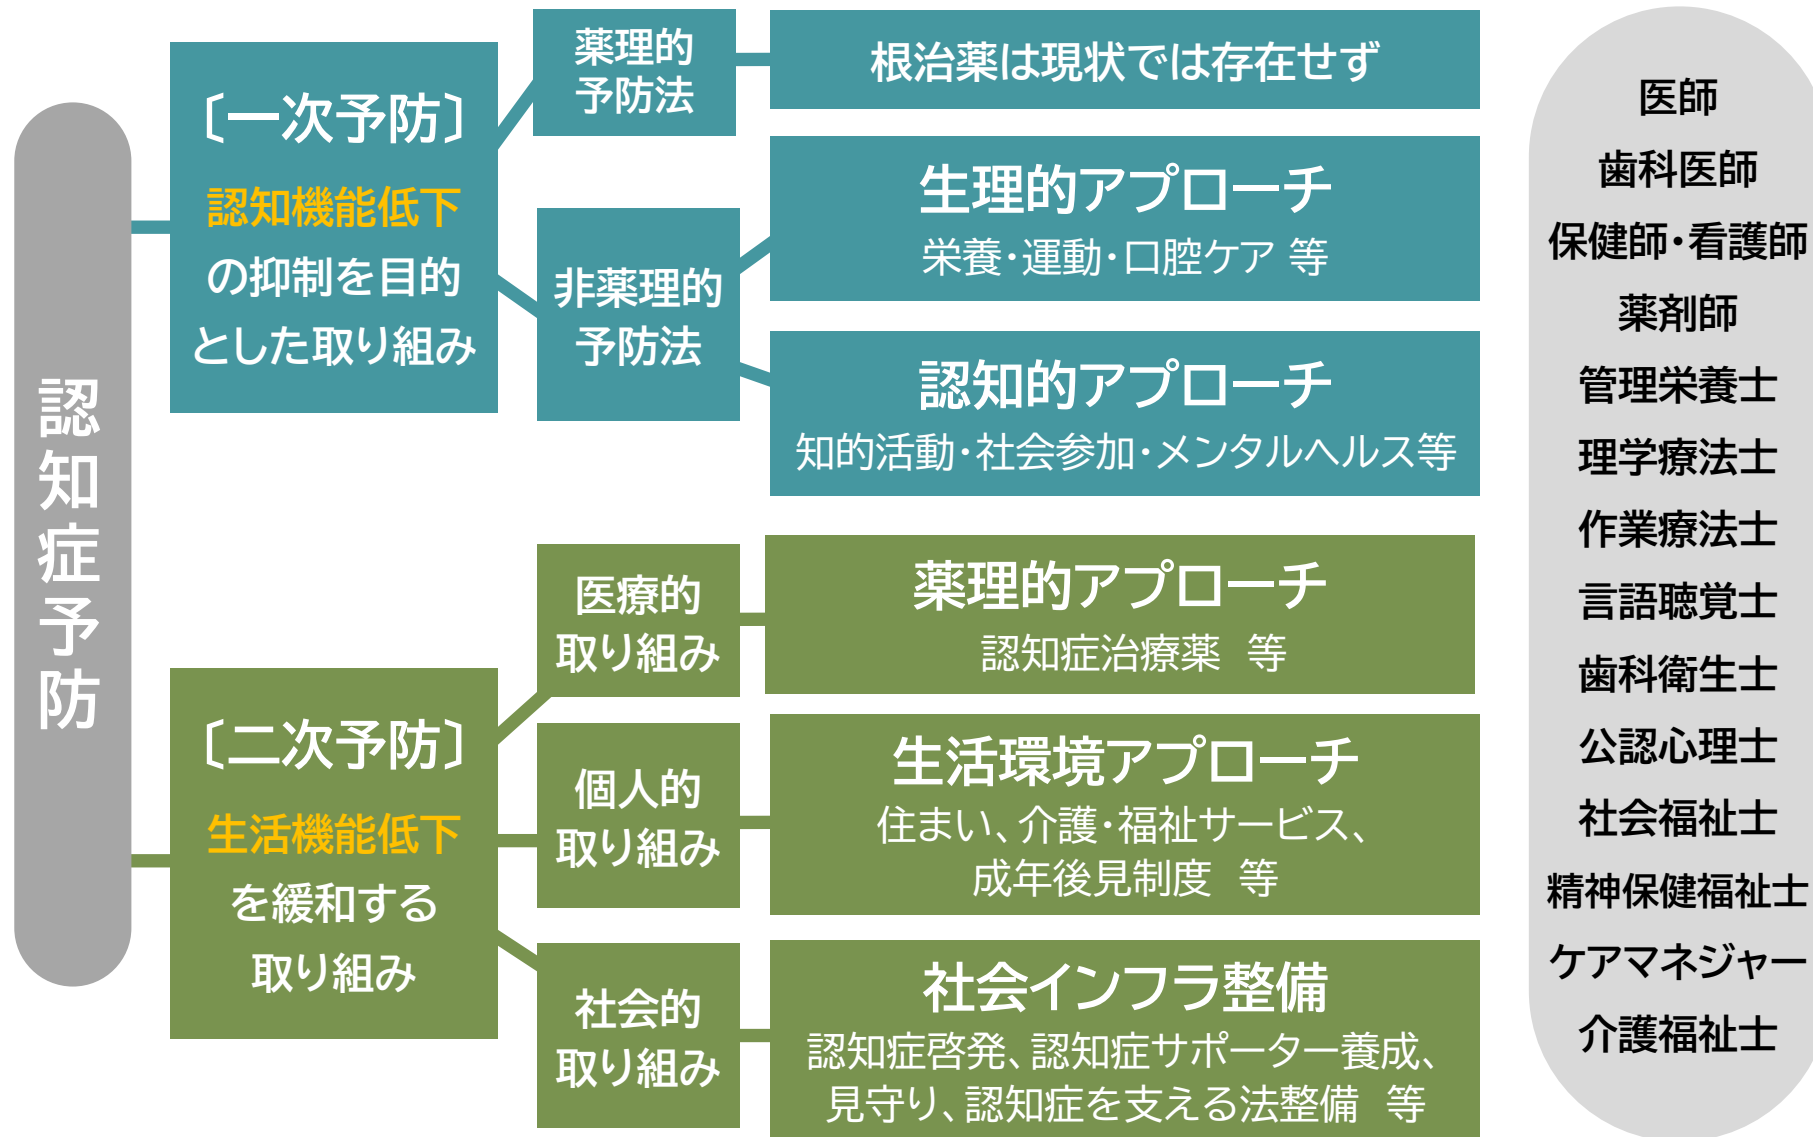 認知症予防
〔一次予防〕
認知機能低下
の抑制を目的
とした取り組み
薬理的
予防法
根治薬は現状では存在せず
非薬理的
予防法
生理的アプローチ
栄養・運動・口腔ケア 等
認知的アプローチ
知的活動・社会参加・メンタルヘルス等
〔二次予防〕
生活機能低下
を緩和する
取り組み
医療的
取り組み
薬理的アプローチ
認知症治療薬　等
個人的
取り組み
生活環境アプローチ
住まい、介護・福祉サービス、
成年後見制度　等
社会的
取り組み
社会インフラ整備
認知症啓発、認知症サポーター養成、
見守り、認知症を支える法整備　等
医師
歯科医師
保健師・看護師
薬剤師
管理栄養士
理学療法士
作業療法士
言語聴覚士
歯科衛生士
公認心理士
社会福祉士
精神保健福祉士
ケアマネジャー
介護福祉士